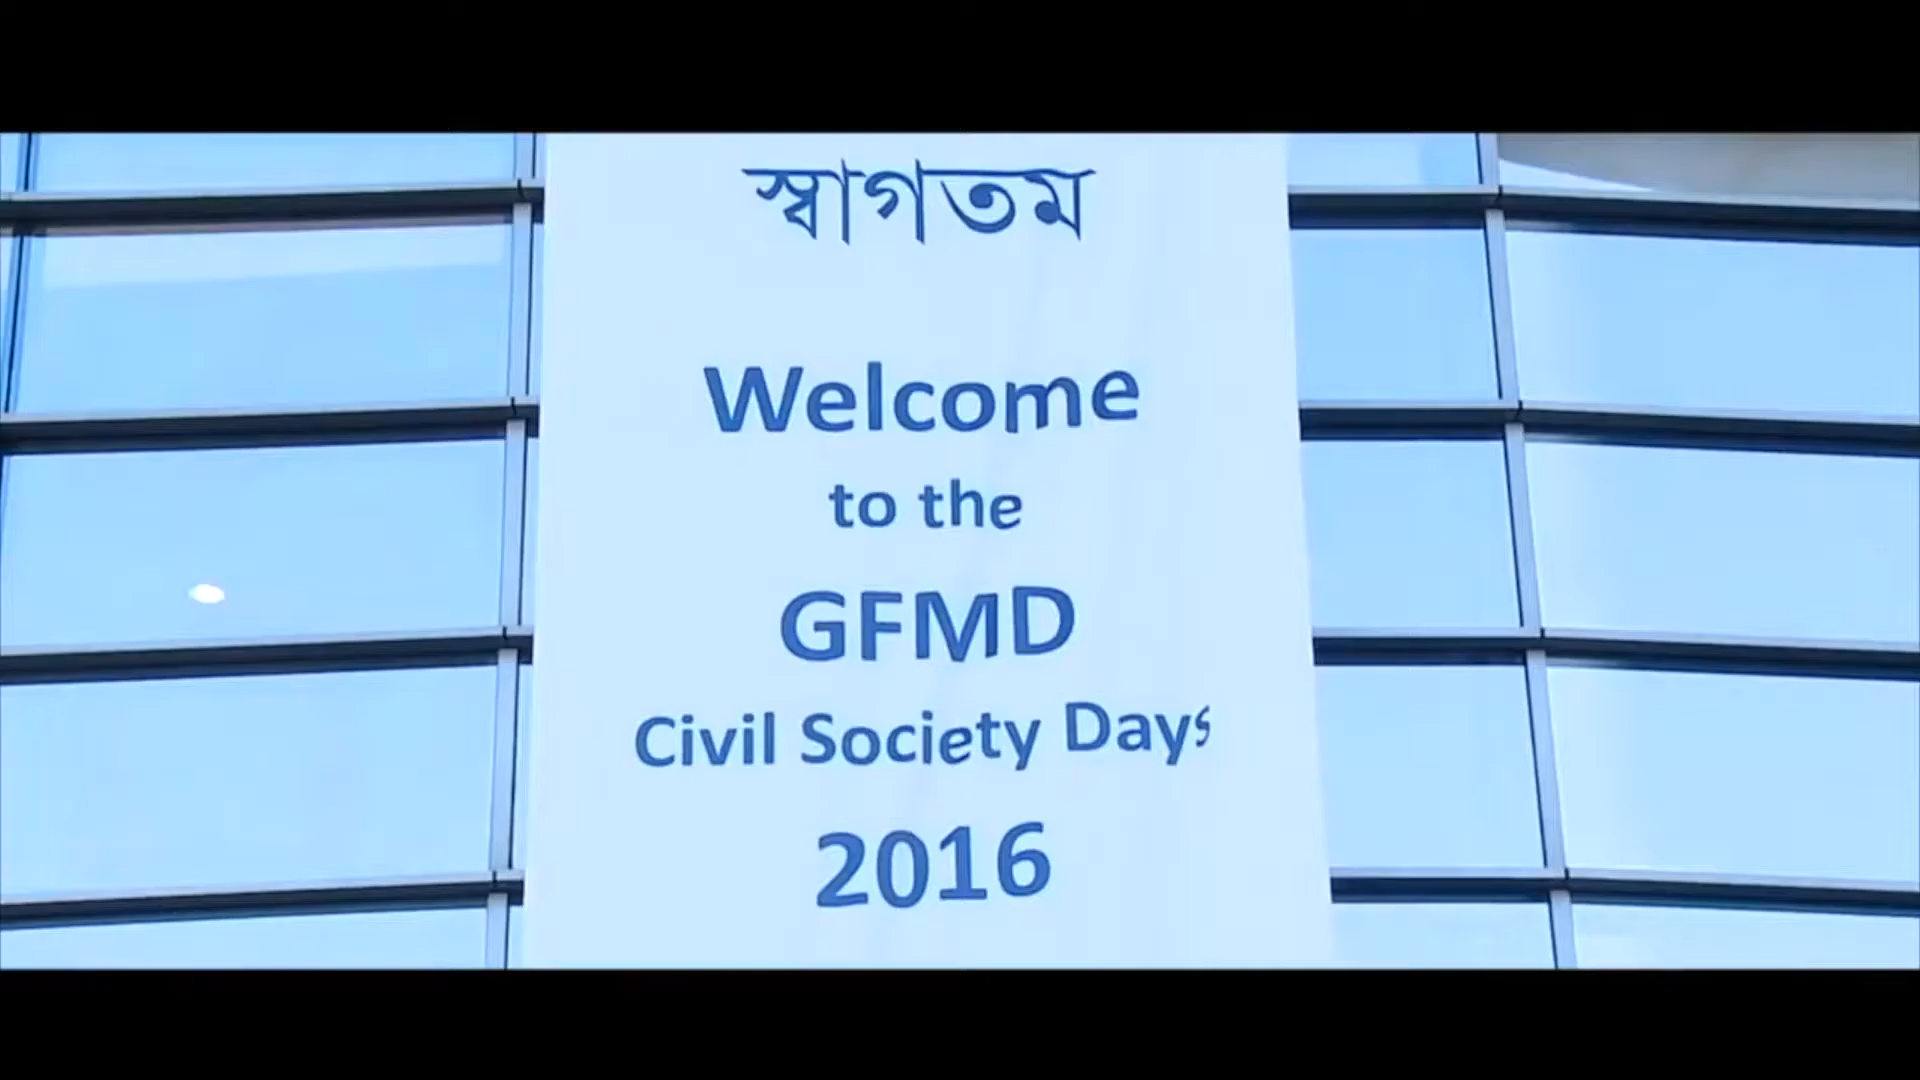 স্বাগতম
Welcome
to the
GFMD
Civil Society Days
2016